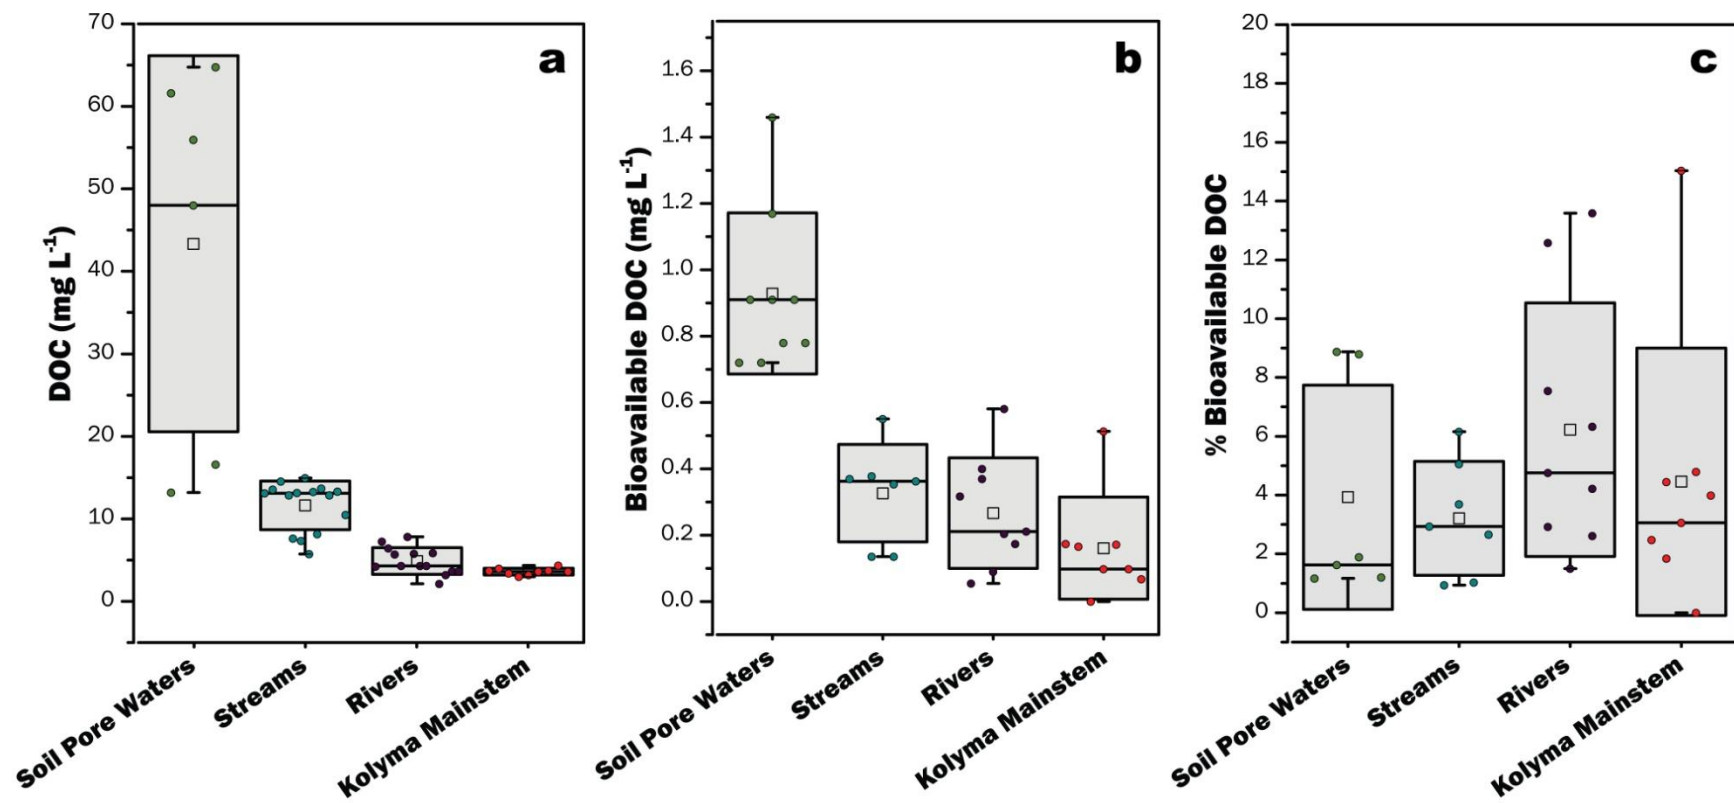 a
DOC (mg L-1)
70
60
50
40
30
20
10
0
Soil Pore Waters
Streams
Rivers
Kolyma Mainstem
b
Bioavailable DOC (mg L-1)
1.6
1.4
1.2
1.0
0.8
0.6
0.4
0.2
0.0
Soil Pore Waters
Streams
Rivers
Kolyma Mainstem
c
% Bioavailable DOC
20
18
16
14
12
10
8
6
4
2
0
Soil Pore Waters
Streams
Rivers
Kolyma Mainstem